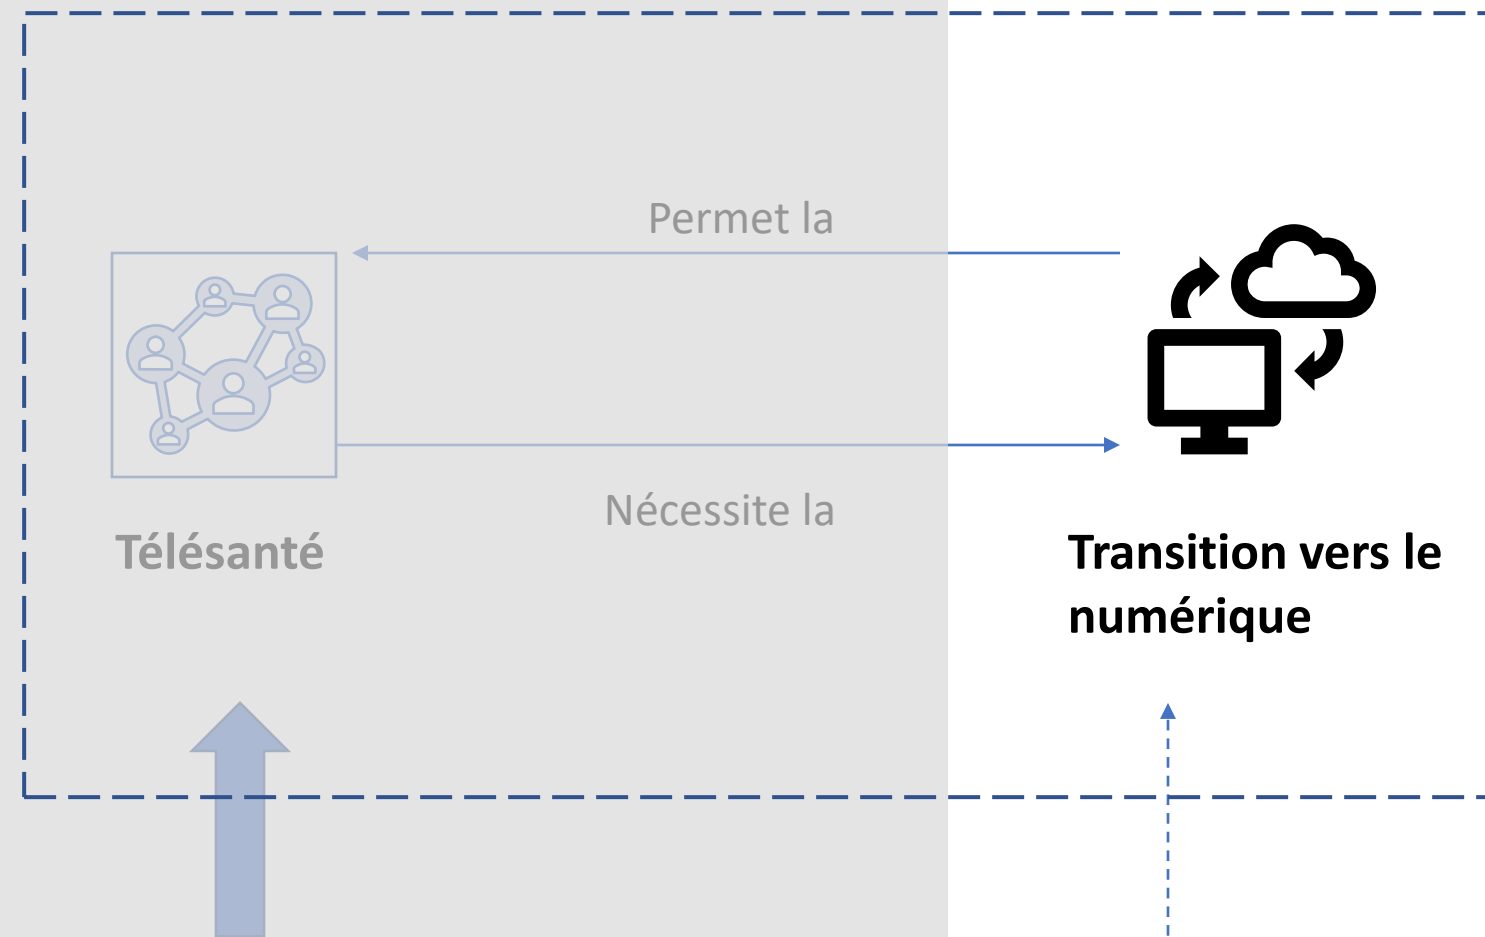 Permet la
Nécessite la
Télésanté
Transition vers le
numérique